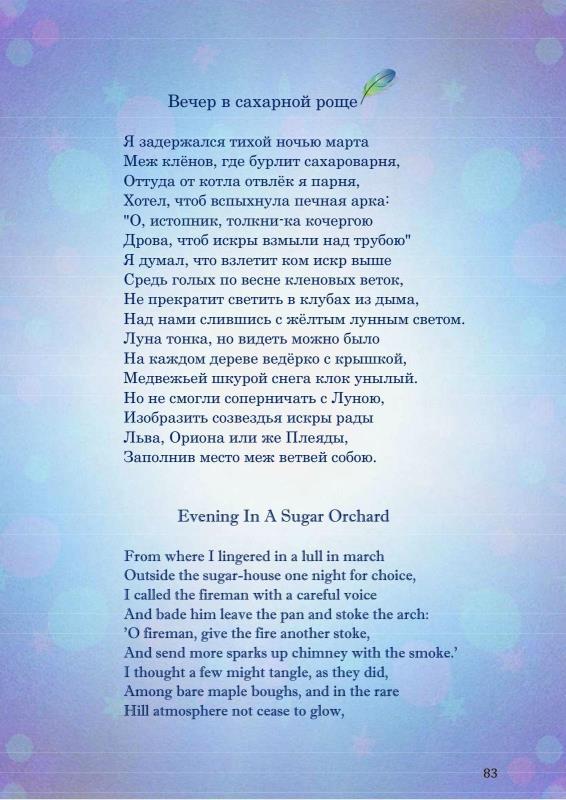 Вечер в сахарной роще
Я задержался тихой ночью марта
Меж клёнов, где бурлит сахароварня,
Оттуда от котла отвлёк я парня,
Хотел, чтоб вспыхнула печная арка:
"О, истопник, толкни-ка кочергою
Дрова, чтоб искры взмыли над трубою"
Я думал, что взлетит ком искр выше
Средь голых по весне кленовых веток,
Не прекратит светить в клубах из дыма,
Над нами слившись с жёлтым лунным светом.
Луна тонка, но видеть можно было
На каждом дереве ведёрко с крышкой,
Медвежьей шкурой снега клок унылый.
Но не смогли соперничать с Луною,
Изобразить созвездья искры рады
Льва, Ориона или же Плеяды,
Заполнив место меж ветвей собою.
Evening In A Sugar Orchard
From where I lingered in a lull in march
Outside the sugar-house one night for choice,
I called the fireman with a careful voice
And bade him leave the pan and stoke the arch:
’O fireman, give the fire another stoke,
And send more sparks up chimney with the smoke.’
I thought a few might tangle, as they did,
Among bare maple boughs, and in the rare
Hill atmosphere not cease to glow,
83